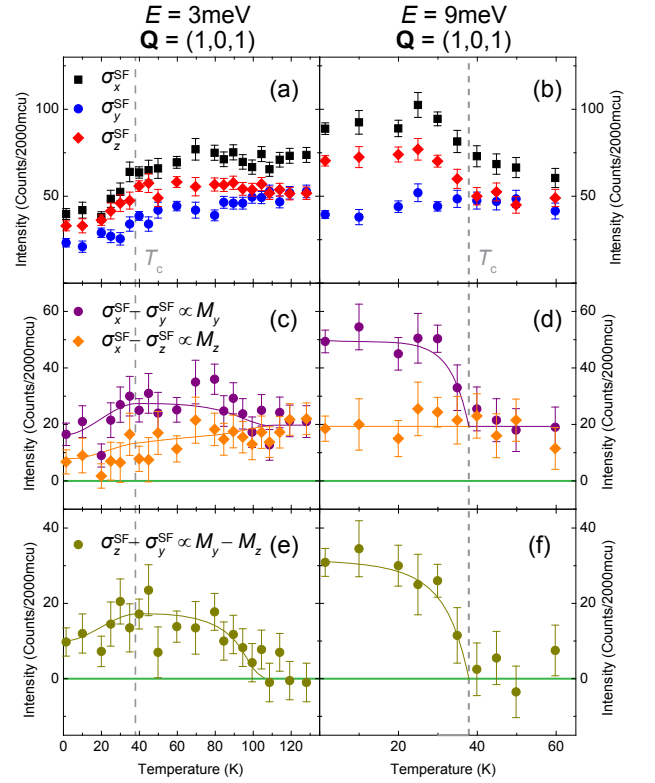 E = 3meV
Q = (1,0,1)
E = 9meV
Q = (1,0,1)
(a)
σxSF
σySF
σzSF
Tc
100
50
Intensity (Counts/2000mcu)
(b)
Tc
100
50
Intensity (Counts/2000mcu)
(c)
σxSF – σySF ∝ My
σxSF – σzSF ∝ Mz
60
40
20
0
Intensity (Counts/2000mcu)
(d)
60
40
20
0
Intensity (Counts/2000mcu)
(e)
σzSF – σySF ∝ My – Mz
40
20
0
Intensity (Counts/2000mcu)
0 20 40 60 80 100 120
Temperature (K)
(f)
40
20
0
Intensity (Counts/2000mcu)
20 40 60
Temperature (K)